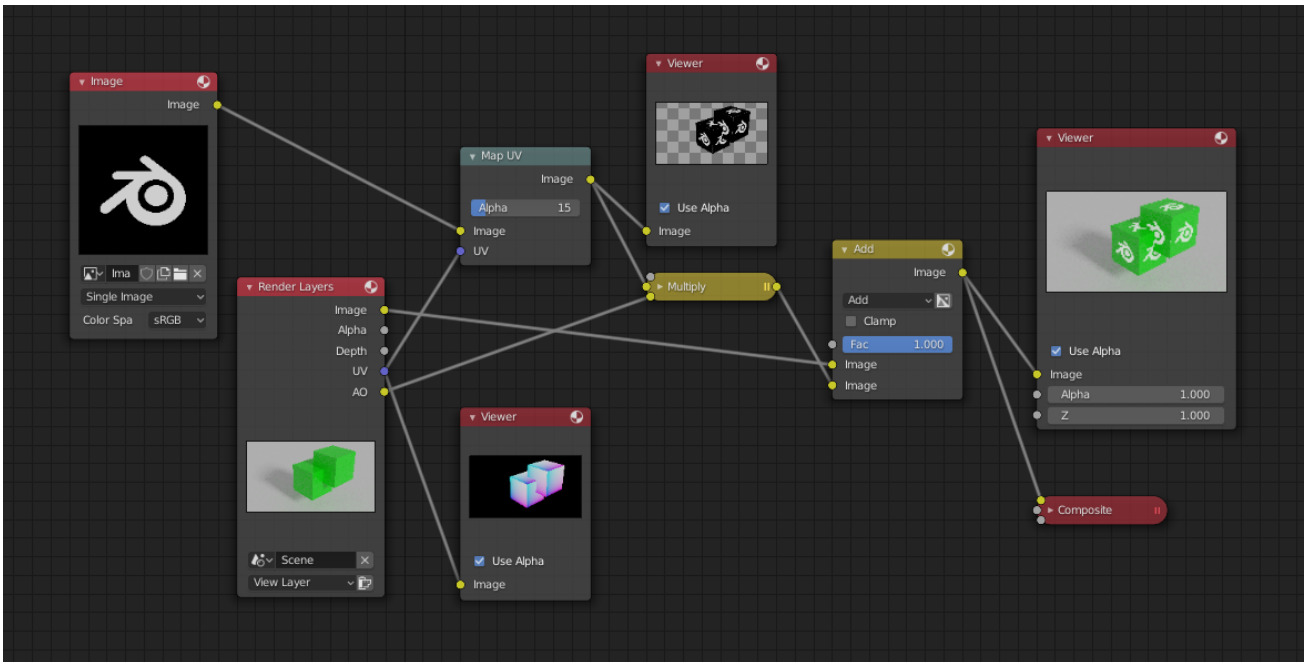 Image
Image
Ima
Single Image
Color Spa sRGB
Render Layers
Image
Alpha
Depth
UV
AO
Scene
View Layer
Map UV
Image
Alpha 15
Image
UV
Viewer
Use Alpha
Image
Viewer
Use Alpha
Image
Multiply
Add
Image
Add
Clamp
Fac 1.000
Image
Image
Viewer
Use Alpha
Image
Alpha 1.000
Z 1.000
Composite